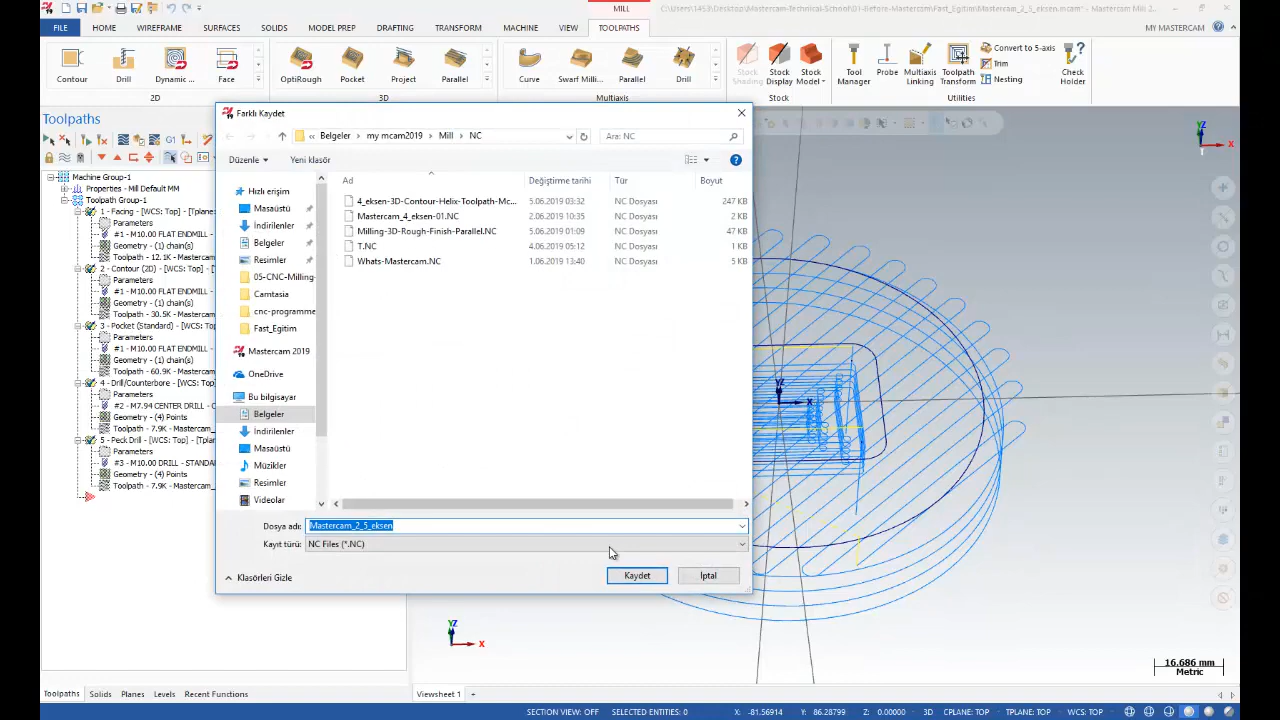 MILL
C:\Users\1453\Desktop\Mastercam-Technical-School\01-Before-Mastercam\Fast_Egitim\Mastercam_2_5_eksen.mcam* - Mastercam Mill 2
FILE HOME WIREFRAME SURFACES SOLIDS MODEL PREP DRAFTING TRANSFORM MACHINE VIEW TOOLPATHS MY MASTERCAM
Contour Drill Dynamic ... Face OptiRough Pocket Project Parallel Curve Swarf Milli... Parallel Drill Stock Shading Stock Display Stock Model Tool Manager Probe Multiaxis Linking Toolpath Transform Convert to 5-axis Trim Nesting Check Holder
2D 3D Multiaxis Stock Utilities
Toolpaths
Machine Group-1
Properties - Mill Default MM
Toolpath Group-1
1 - Facing - [WCS: Top] - [Tplane:
Parameters
#1 - M10.00 FLAT ENDMILL -
Geometry - (1) chain(s)
Toolpath - 12.1K - Mastercam
2 - Contour (2D) - [WCS: Top]
Parameters
#1 - M10.00 FLAT ENDMILL -
Geometry - (1) chain(s)
Toolpath - 30.5K - Mastercam
3 - Pocket (Standard) - [WCS: T
Parameters
#1 - M10.00 FLAT ENDMILL -
Geometry - (1) chain(s)
Toolpath - 60.9K - Mastercam
4 - Drill/Counterbore - [WCS: To
Parameters
#2 - M7.94 CENTER DRILL - C
Geometry - (4) Points
Toolpath - 7.9K - Mastercam_
5 - Peck Drill - [WCS: Top] - [Tpl
Parameters
#3 - M10.00 DRILL - STANDA
Geometry - (4) Points
Toolpath - 7.9K - Mastercam_
Farklı Kaydet
« Belgeler › my mcam2019 › Mill › NC
Ara: NC
Düzenle Yeni klasör
Hızlı erişim
Masaüstü
İndirilenler
Belgeler
Resimler
05-CNC-Milling-
Camtasia
cnc-programme
Fast_Egitim
Mastercam 2019
OneDrive
Bu bilgisayar
Belgeler
İndirilenler
Masaüstü
Müzikler
Resimler
Videolar
Ad Değiştirme tarihi Tür Boyut
4_eksen-3D-Contour-Helix-Toolpath-Mc... 5.06.2019 03:32 NC Dosyası 247 KB
Mastercam_4_eksen-01.NC 2.06.2019 10:35 NC Dosyası 2 KB
Milling-3D-Rough-Finish-Parallel.NC 5.06.2019 01:09 NC Dosyası 47 KB
T.NC 4.06.2019 05:12 NC Dosyası 1 KB
Whats-Mastercam.NC 1.06.2019 13:40 NC Dosyası 5 KB
Dosya adı: Mastercam_2_5_eksen
Kayıt türü: NC Files (*.NC)
Klasörleri Gizle Kaydet İptal
YZ X
YZ X
YZ X
16.686 mm
Metric
Toolpaths Solids Planes Levels Recent Functions Viewsheet 1 +
SECTION VIEW: OFF SELECTED ENTITIES: 0 X: -81.56914 Y: 86.28799 Z: 0.00000 3D CPLANE: TOP TPLANE: TOP WCS: TOP